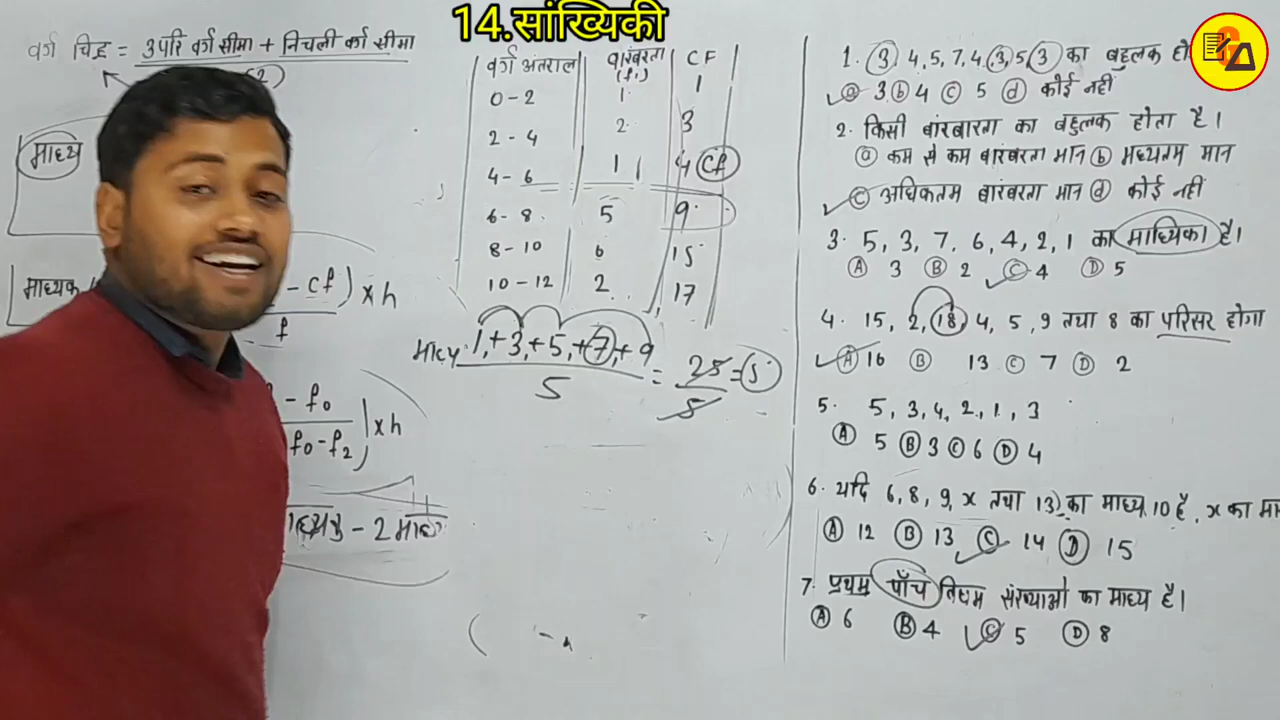 14.सांख्यिकी
वर्ग चिह्न = उपरि वर्ग सीमा + निचली वर्ग सीमा
2
माध्य
माध्यक
- cf) x h
f
- f0
f0 - f2) x h
- 2 माध्य
वर्ग अंतराल बारंबरता (fi) CF
0 - 2 1 1
2 - 4 2 3
4 - 6 1 4 cf
6 - 8 5 9
8 - 10 6 15
10 - 12 2 17
माध्य 1, + 3, + 5, + 7, + 9 = 25 = 5
5 5
1. 3, 4, 5, 7, 4, 3, 5, 3 का बहुलक हो
a 3 b 4 c 5 d कोई नहीं
2. किसी बारंबारता का बहुलक होता है।
a कम से कम बारंबरता मान b मध्यतम मान
c अधिकतम बारंबरता मान d कोई नहीं
3. 5, 3, 7, 6, 4, 2, 1 का माध्यिका है।
A 3 B 2 C 4 D 5
4. 15, 2, 18, 4, 5, 9 तथा 8 का परिसर होगा
A 16 B 13 C 7 D 2
5. 5, 3, 4, 2, 1, 3
A 5 B 3 C 6 D 4
6. यदि 6, 8, 9, x तथा 13 का माध्य 10 है, x का मा
A 12 B 13 C 14 D 15
7. प्रथम पाँच विषम संख्याओ का माध्य है।
A 6 B 4 C 5 D 8